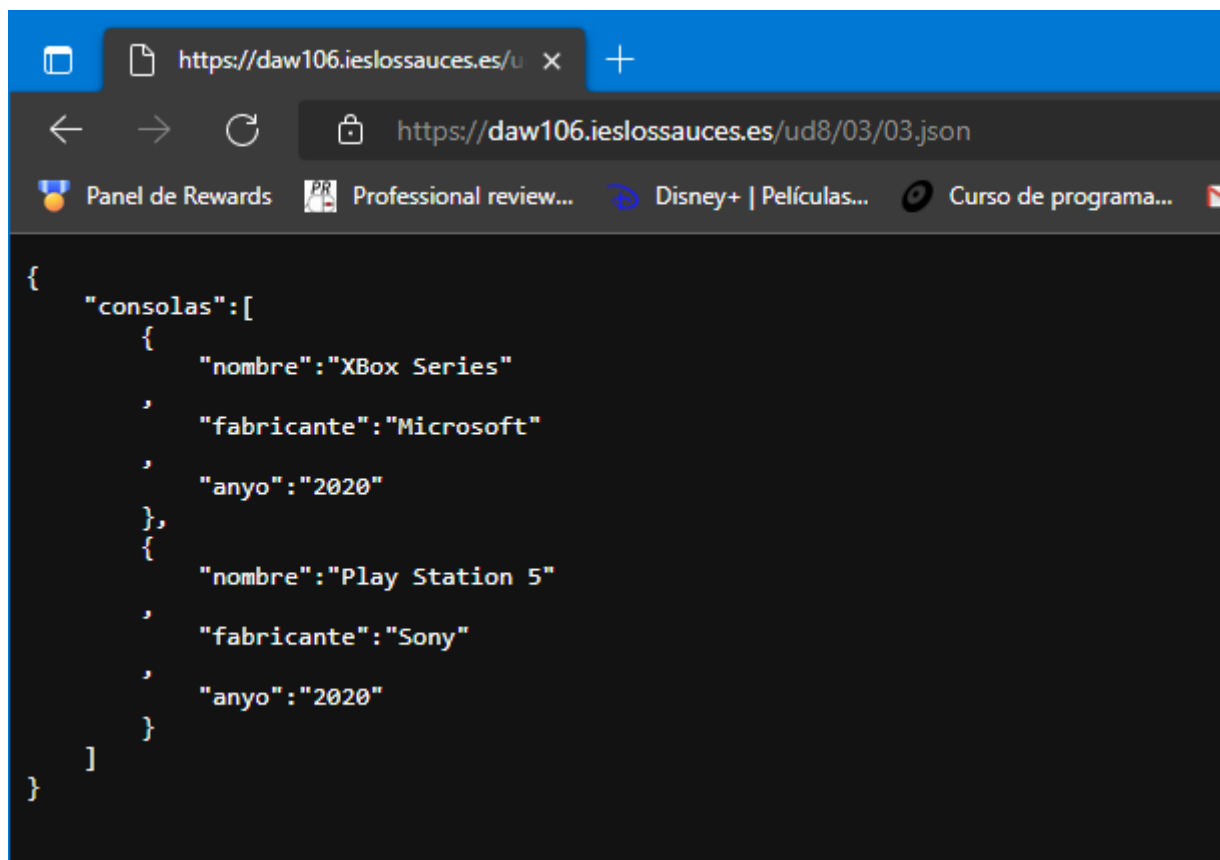 https://daw106.ieslossauces.es/u
https://daw106.ieslossauces.es/ud8/03/03.json
Panel de Rewards PR Professional review... Disney+ | Películas... Curso de programa...
{
    "consolas":[
        {
            "nombre":"XBox Series"
        ,
            "fabricante":"Microsoft"
        ,
            "anyo":"2020"
        },
        {
            "nombre":"Play Station 5"
        ,
            "fabricante":"Sony"
        ,
            "anyo":"2020"
        }
    ]
}